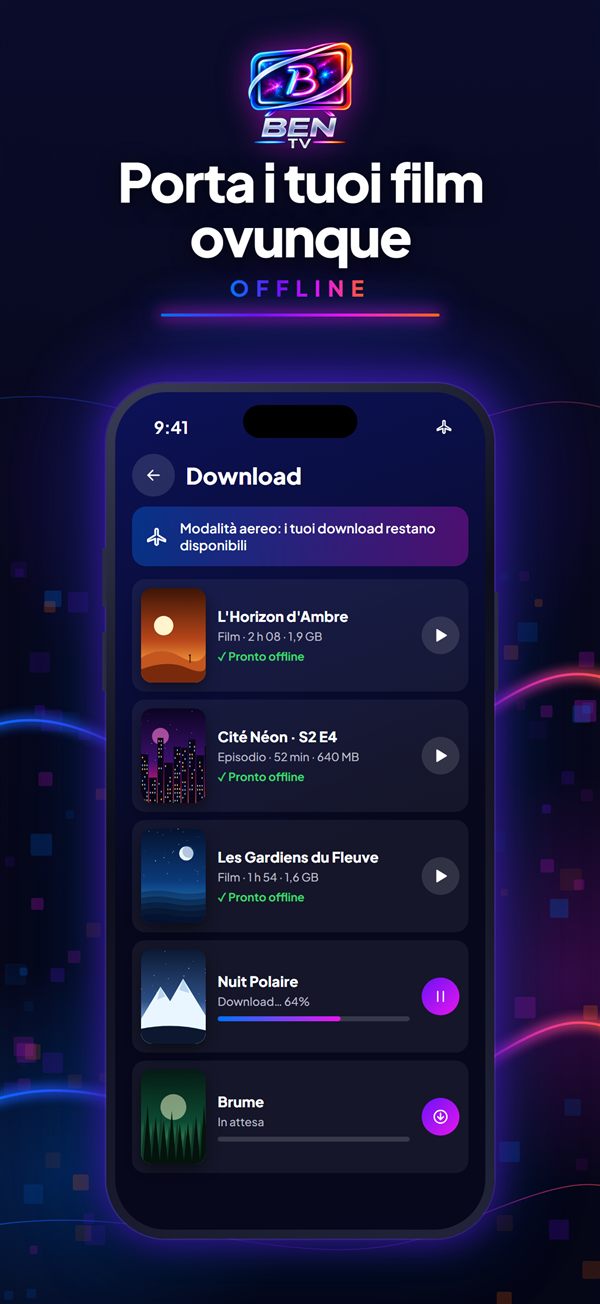 B
BEN
TV
Porta i tuoi film
ovunque
OFFLINE
9:41
Download
Modalità aereo: i tuoi download restano
disponibili
L'Horizon d'Ambre
Film · 2 h 08 · 1,9 GB
✓ Pronto offline
Cité Néon · S2 E4
Episodio · 52 min · 640 MB
✓ Pronto offline
Les Gardiens du Fleuve
Film · 1 h 54 · 1,6 GB
✓ Pronto offline
Nuit Polaire
Download… 64%
Brume
In attesa